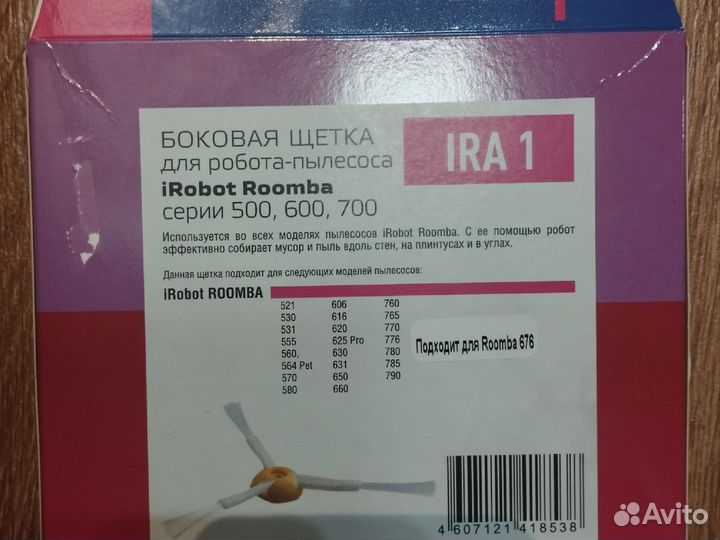 БОКОВАЯ ЩЕТКА
для робота-пылесоса
iRobot Roomba
серии 500, 600, 700
IRA 1
Используется во всех моделях пылесосов iRobot Roomba. С ее помощью робот
эффективно собирает мусор и пыль вдоль стен, на плинтусах и в углах.
Данная щетка подходит для следующих моделей пылесосов:
iRobot ROOMBA
521 606 760
530 616 765
531 620 770
555 625 Pro 776
560, 630 780
564 Pet 631 785
570 650 790
580 660
Подходит для Roomba 676
4 607121 418538
Avito